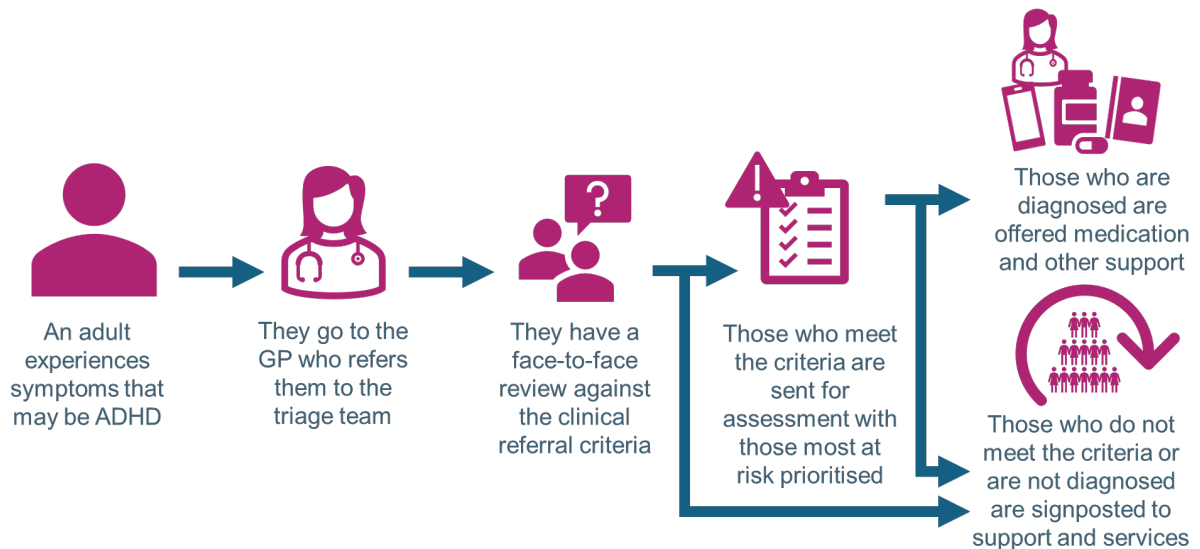 An adult
experiences
symptoms that
may be ADHD
They go to the
GP who refers
them to the
triage team
They have a
face-to-face
review against
the clinical
referral criteria
Those who meet
the criteria are
sent for
assessment with
those most at
risk prioritised
Those who are
diagnosed are
offered medication
and other support
Those who do not
meet the criteria or
are not diagnosed
are signposted to
support and services